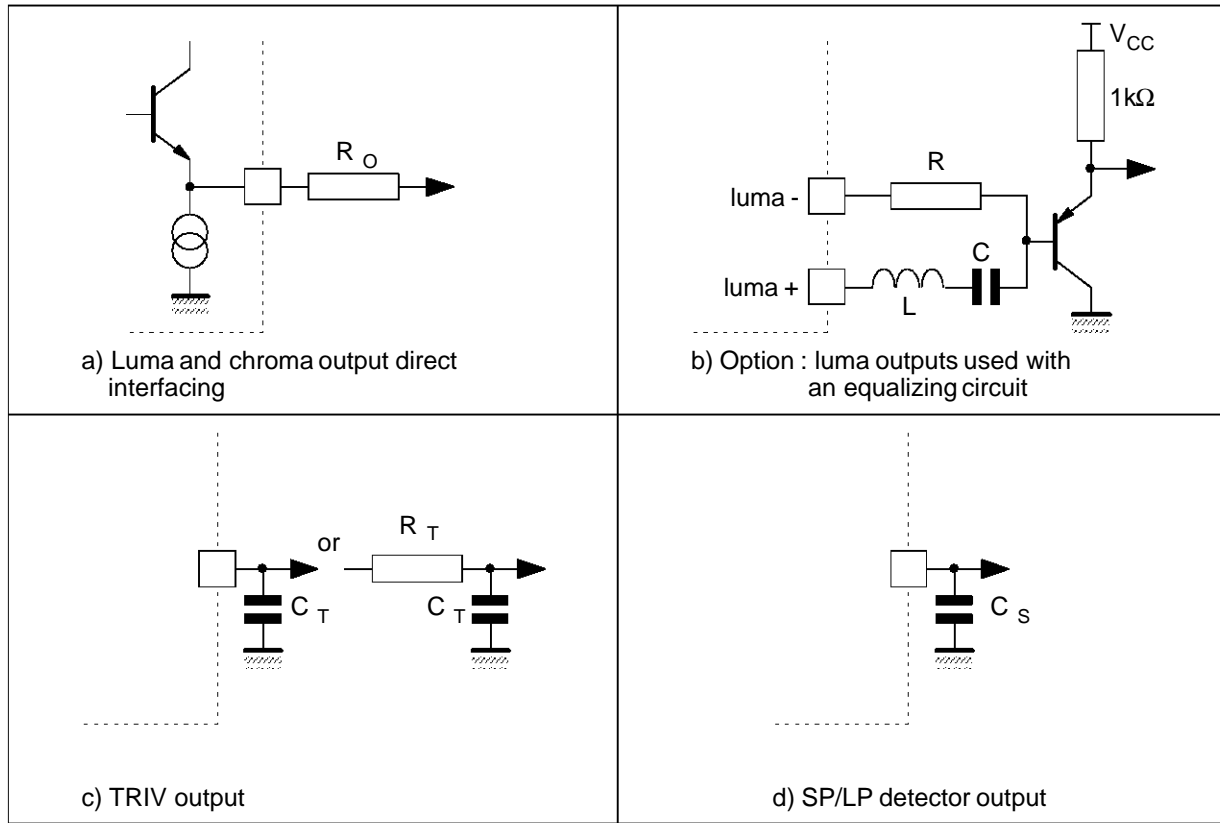 R O
a) Luma and chroma output direct
interfacing
VCC
1kΩ
R
luma -
C
luma +
L
b) Option : luma outputs used with
an equalizing circuit
or
R T
C T
C T
c) TRIV output
C S
d) SP/LP detector output